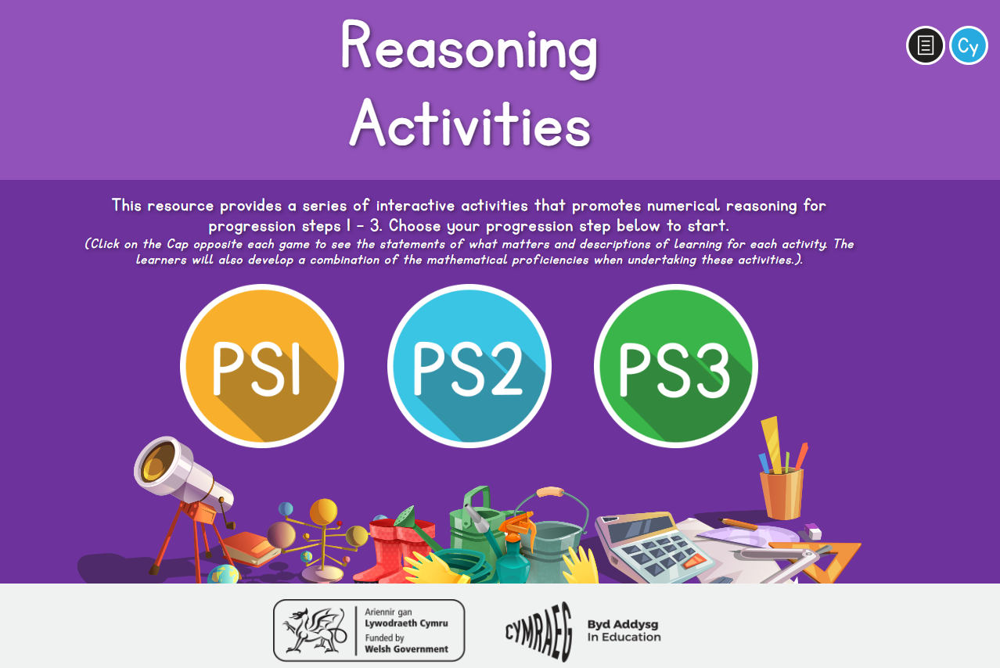 Reasoning
Activities
Cy
This resource provides a series of interactive activities that promotes numerical reasoning for
progression steps 1 - 3. Choose your progression step below to start.
(Click on the Cap opposite each game to see the statements of what matters and descriptions of learning for each activity. The
learners will also develop a combination of the mathematical proficiencies when undertaking these activities.).
PS1
PS2
PS3
Ariennir gan
Lywodraeth Cymru
Funded by
Welsh Government
CYMRAEG
Byd Addysg
In Education